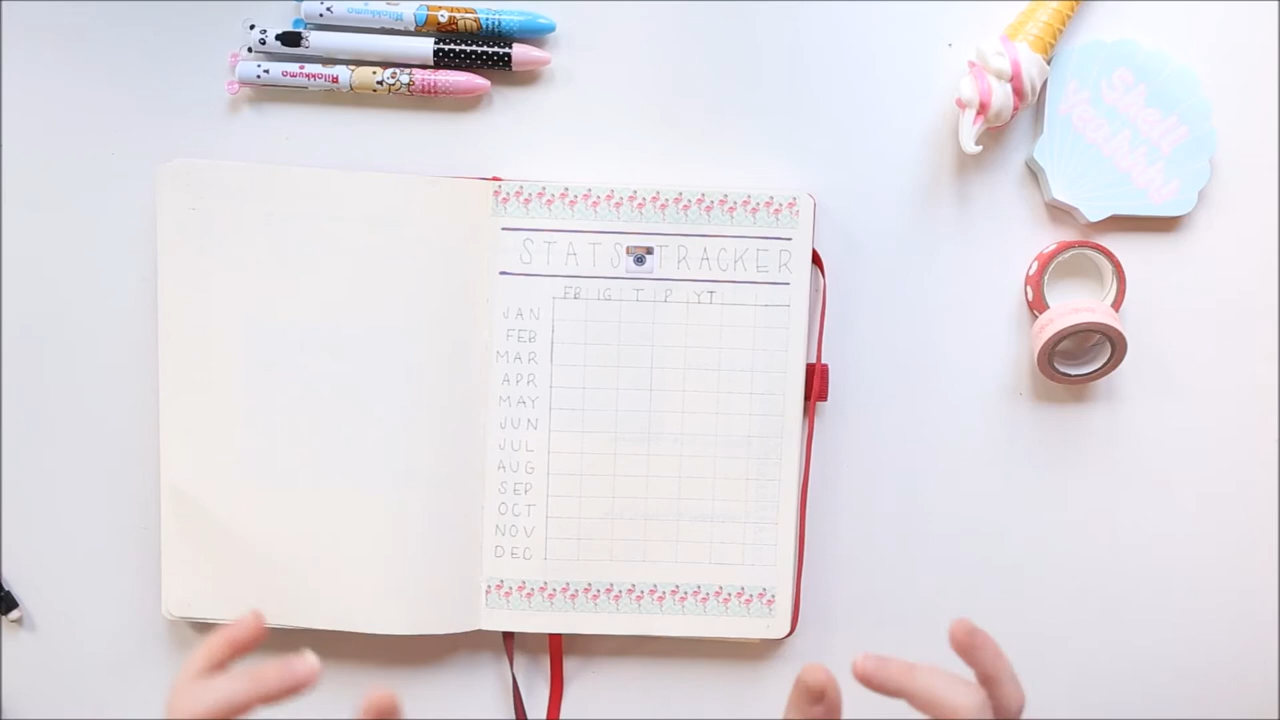 Rilakkuma
Rilakkuma
Shell
Yeahhh!
STATS TRACKER
FB IG T P YT
JAN
FEB
MAR
APR
MAY
JUN
JUL
AUG
SEP
OCT
NOV
DEC